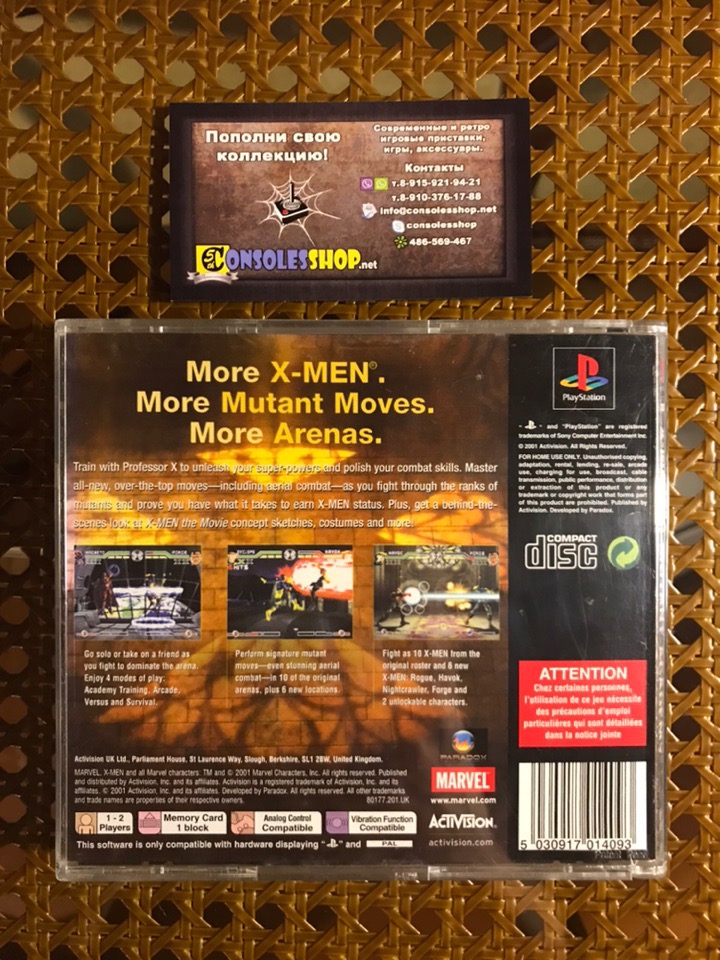 Пополни свою
коллекцию!
Современные и ретро
игровые приставки,
игры, аксессуары.
Контакты
т.8-915-921-94-21
т.8-910-376-17-88
info@consolesshop.net
consolesshop
486-569-467
CONSOLESSHOP.net
More X-MEN®.
More Mutant Moves.
More Arenas.
Train with Professor X to unleash your super-powers and polish your combat skills. Master
all-new, over-the-top moves—including aerial combat—as you fight through the ranks of
mutants and prove you have what it takes to earn X-MEN status. Plus, get a behind-the-
scenes look at X-MEN the Movie concept sketches, costumes and more!
MAGNETO FORCE
CYCLOPS HAVOK
HAVOK FORCE
Go solo or take on a friend as
you fight to dominate the arena.
Enjoy 4 modes of play:
Academy Training, Arcade,
Versus and Survival.
Perform signature mutant
moves—even stunning aerial
combat—in 10 of the original
arenas, plus 6 new locations.
Fight as 10 X-MEN from the
original roster and 8 new
X-MEN: Rogue, Havok,
Nightcrawler, Forge and
2 unlockable characters.
PlayStation
"PS" and "PlayStation" are registered
trademarks of Sony Computer Entertainment Inc.
© 2001 Activision. All Rights Reserved.
FOR HOME USE ONLY. Unauthorised copying,
adaptation, rental, lending, re-sale, arcade
use, charging for use, broadcast, cable
transmission, public performance, distribution
or extraction of this product or any
trademark or copyright work that forms part
of this product are prohibited. Published by
Activision. Developed by Paradox.
COMPACT
disc
ATTENTION
Chez certaines personnes,
l'utilisation de ce jeu nécessite
des précautions d'emploi
particulières qui sont détaillées
dans la notice jointe
PARADOX
Activision UK Ltd., Parliament House, St Laurence Way, Slough, Berkshire, SL1 2BW, United Kingdom.
MARVEL, X-MEN and all Marvel characters: TM and © 2001 Marvel Characters, Inc. All rights reserved. Published
and distributed by Activision, Inc. and its affiliates. Activision is a registered trademark of Activision, Inc. and its
affiliates. © 2001 Activision, Inc. and its affiliates. Developed by Paradox. All rights reserved. All other trademarks
and trade names are properties of their respective owners.
80177.201.UK
MARVEL
www.marvel.com
1 - 2
Players
Memory Card
1 block
Analog Control
Compatible
Vibration Function
Compatible
ACTIVISION
activision.com
This software is only compatible with hardware displaying "PS" and PAL
5 030917 014093